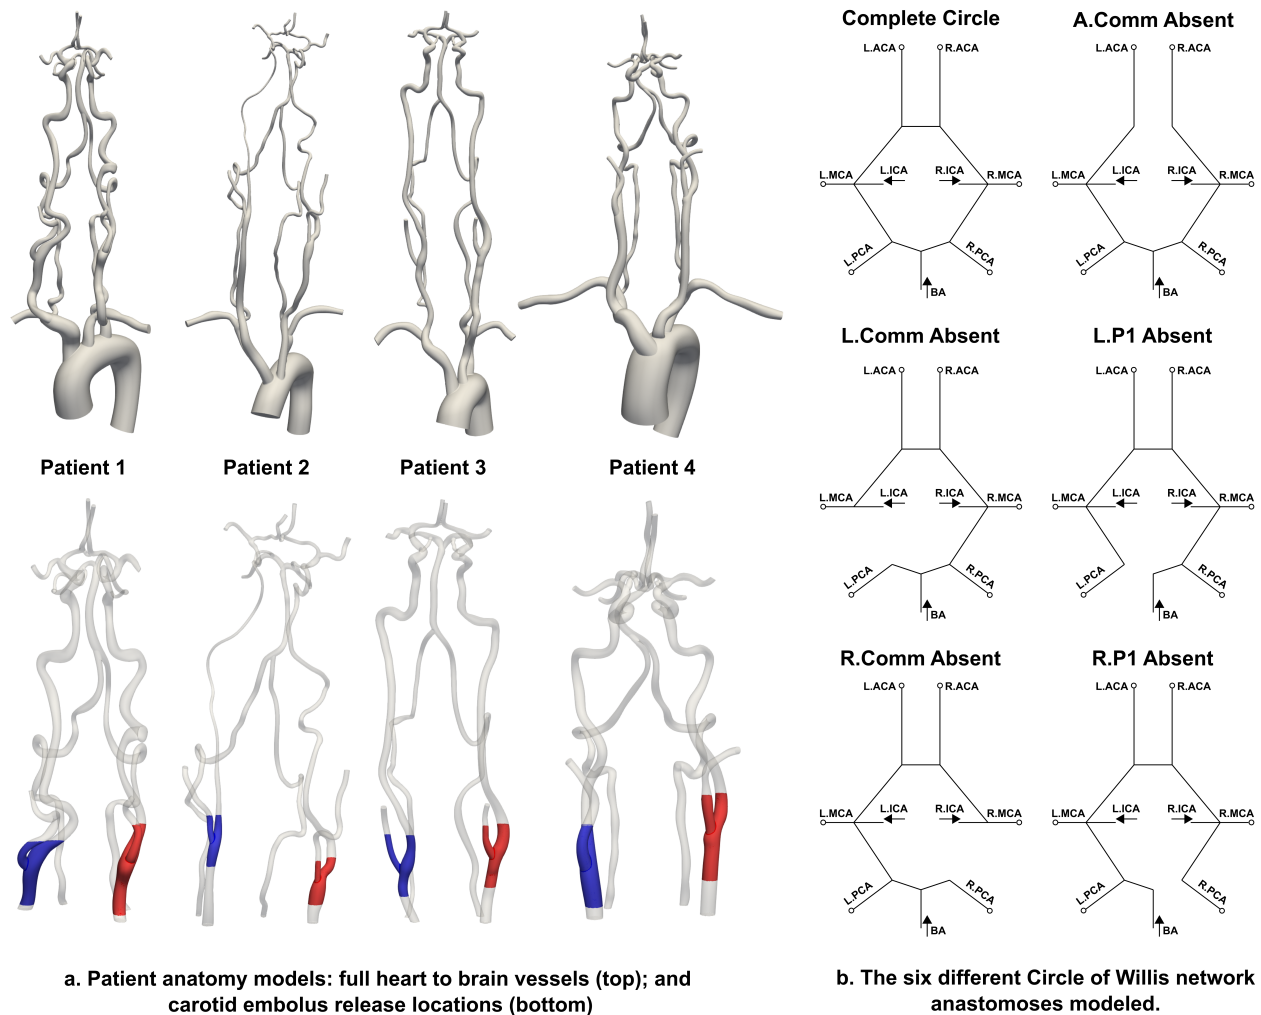 Patient 1
Patient 2
Patient 3
Patient 4
a. Patient anatomy models: full heart to brain vessels (top); and
carotid embolus release locations (bottom)
Complete Circle
L.ACA
R.ACA
L.MCA
L.ICA
R.ICA
R.MCA
L.PCA
R.PCA
BA
A.Comm Absent
L.ACA
R.ACA
L.MCA
L.ICA
R.ICA
R.MCA
L.PCA
R.PCA
BA
L.Comm Absent
L.ACA
R.ACA
L.MCA
L.ICA
R.ICA
R.MCA
L.PCA
R.PCA
BA
L.P1 Absent
L.ACA
R.ACA
L.MCA
L.ICA
R.ICA
R.MCA
L.PCA
R.PCA
BA
R.Comm Absent
L.ACA
R.ACA
L.MCA
L.ICA
R.ICA
R.MCA
L.PCA
R.PCA
BA
R.P1 Absent
L.ACA
R.ACA
L.MCA
L.ICA
R.ICA
R.MCA
L.PCA
R.PCA
BA
b. The six different Circle of Willis network
anastomoses modeled.